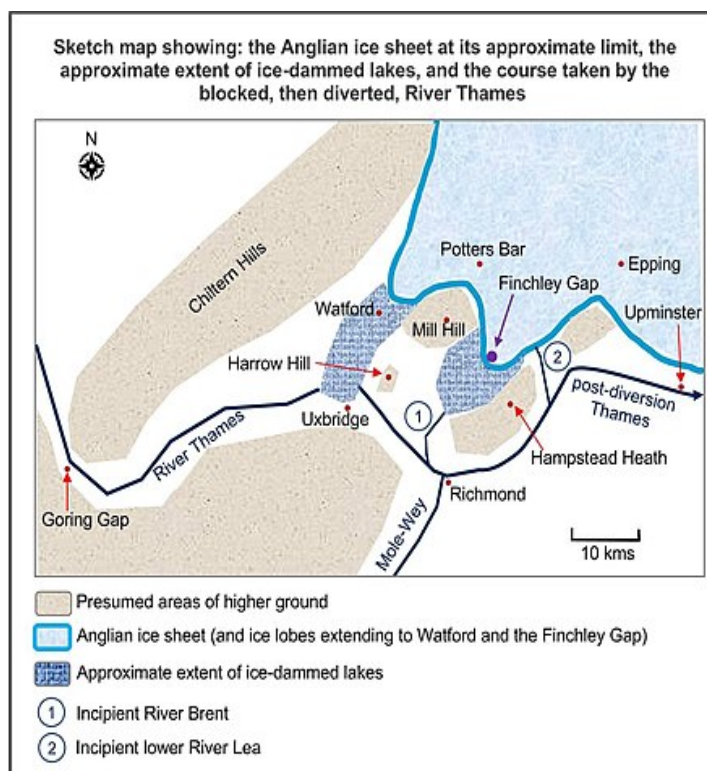 Sketch map showing: the Anglian ice sheet at its approximate limit, the
approximate extent of ice-dammed lakes, and the course taken by the
blocked, then diverted, River Thames
N
Chiltern Hills
Potters Bar
Epping
Finchley Gap
Watford
Mill Hill
Upminster
Harrow Hill
2
post-diversion
Thames
Uxbridge
1
River Thames
Hampstead Heath
Goring Gap
Richmond
Mole-Wey
10 kms
Presumed areas of higher ground
Anglian ice sheet (and ice lobes extending to Watford and the Finchley Gap)
Approximate extent of ice-dammed lakes
1 Incipient River Brent
2 Incipient lower River Lea